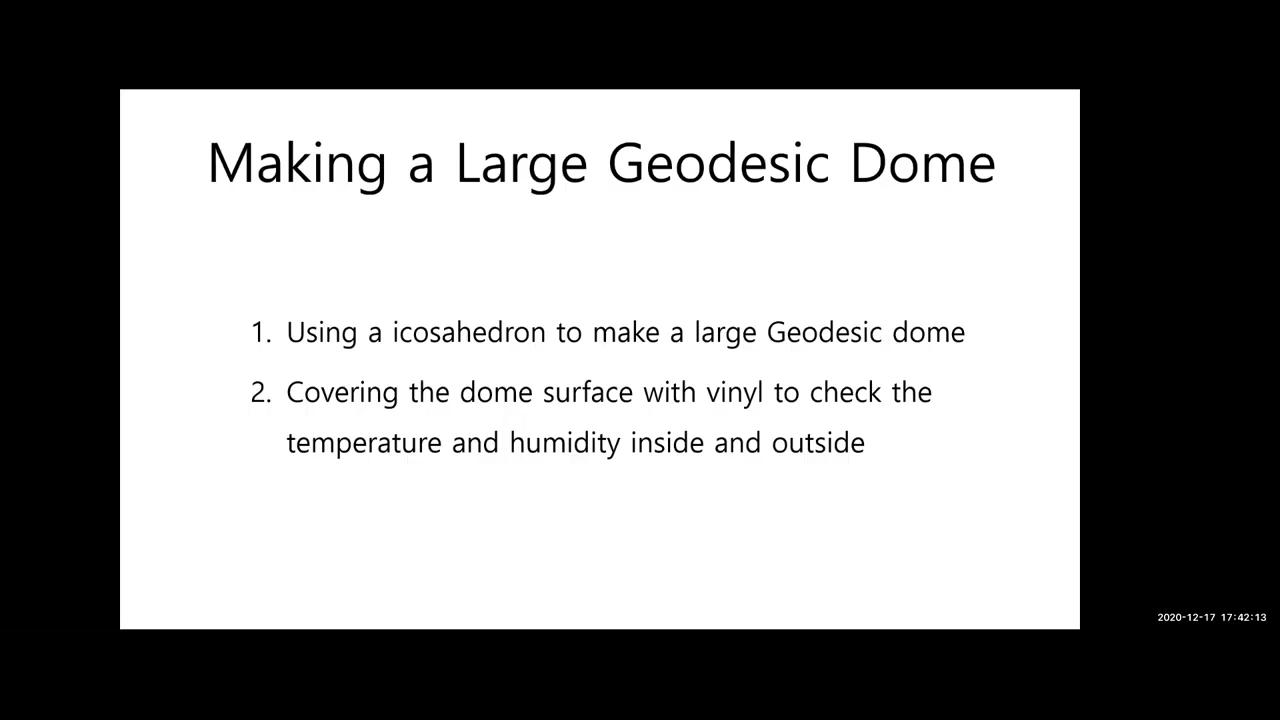 Making a Large Geodesic Dome
1. Using a icosahedron to make a large Geodesic dome
2. Covering the dome surface with vinyl to check the
temperature and humidity inside and outside
2020-12-17 17:42:13